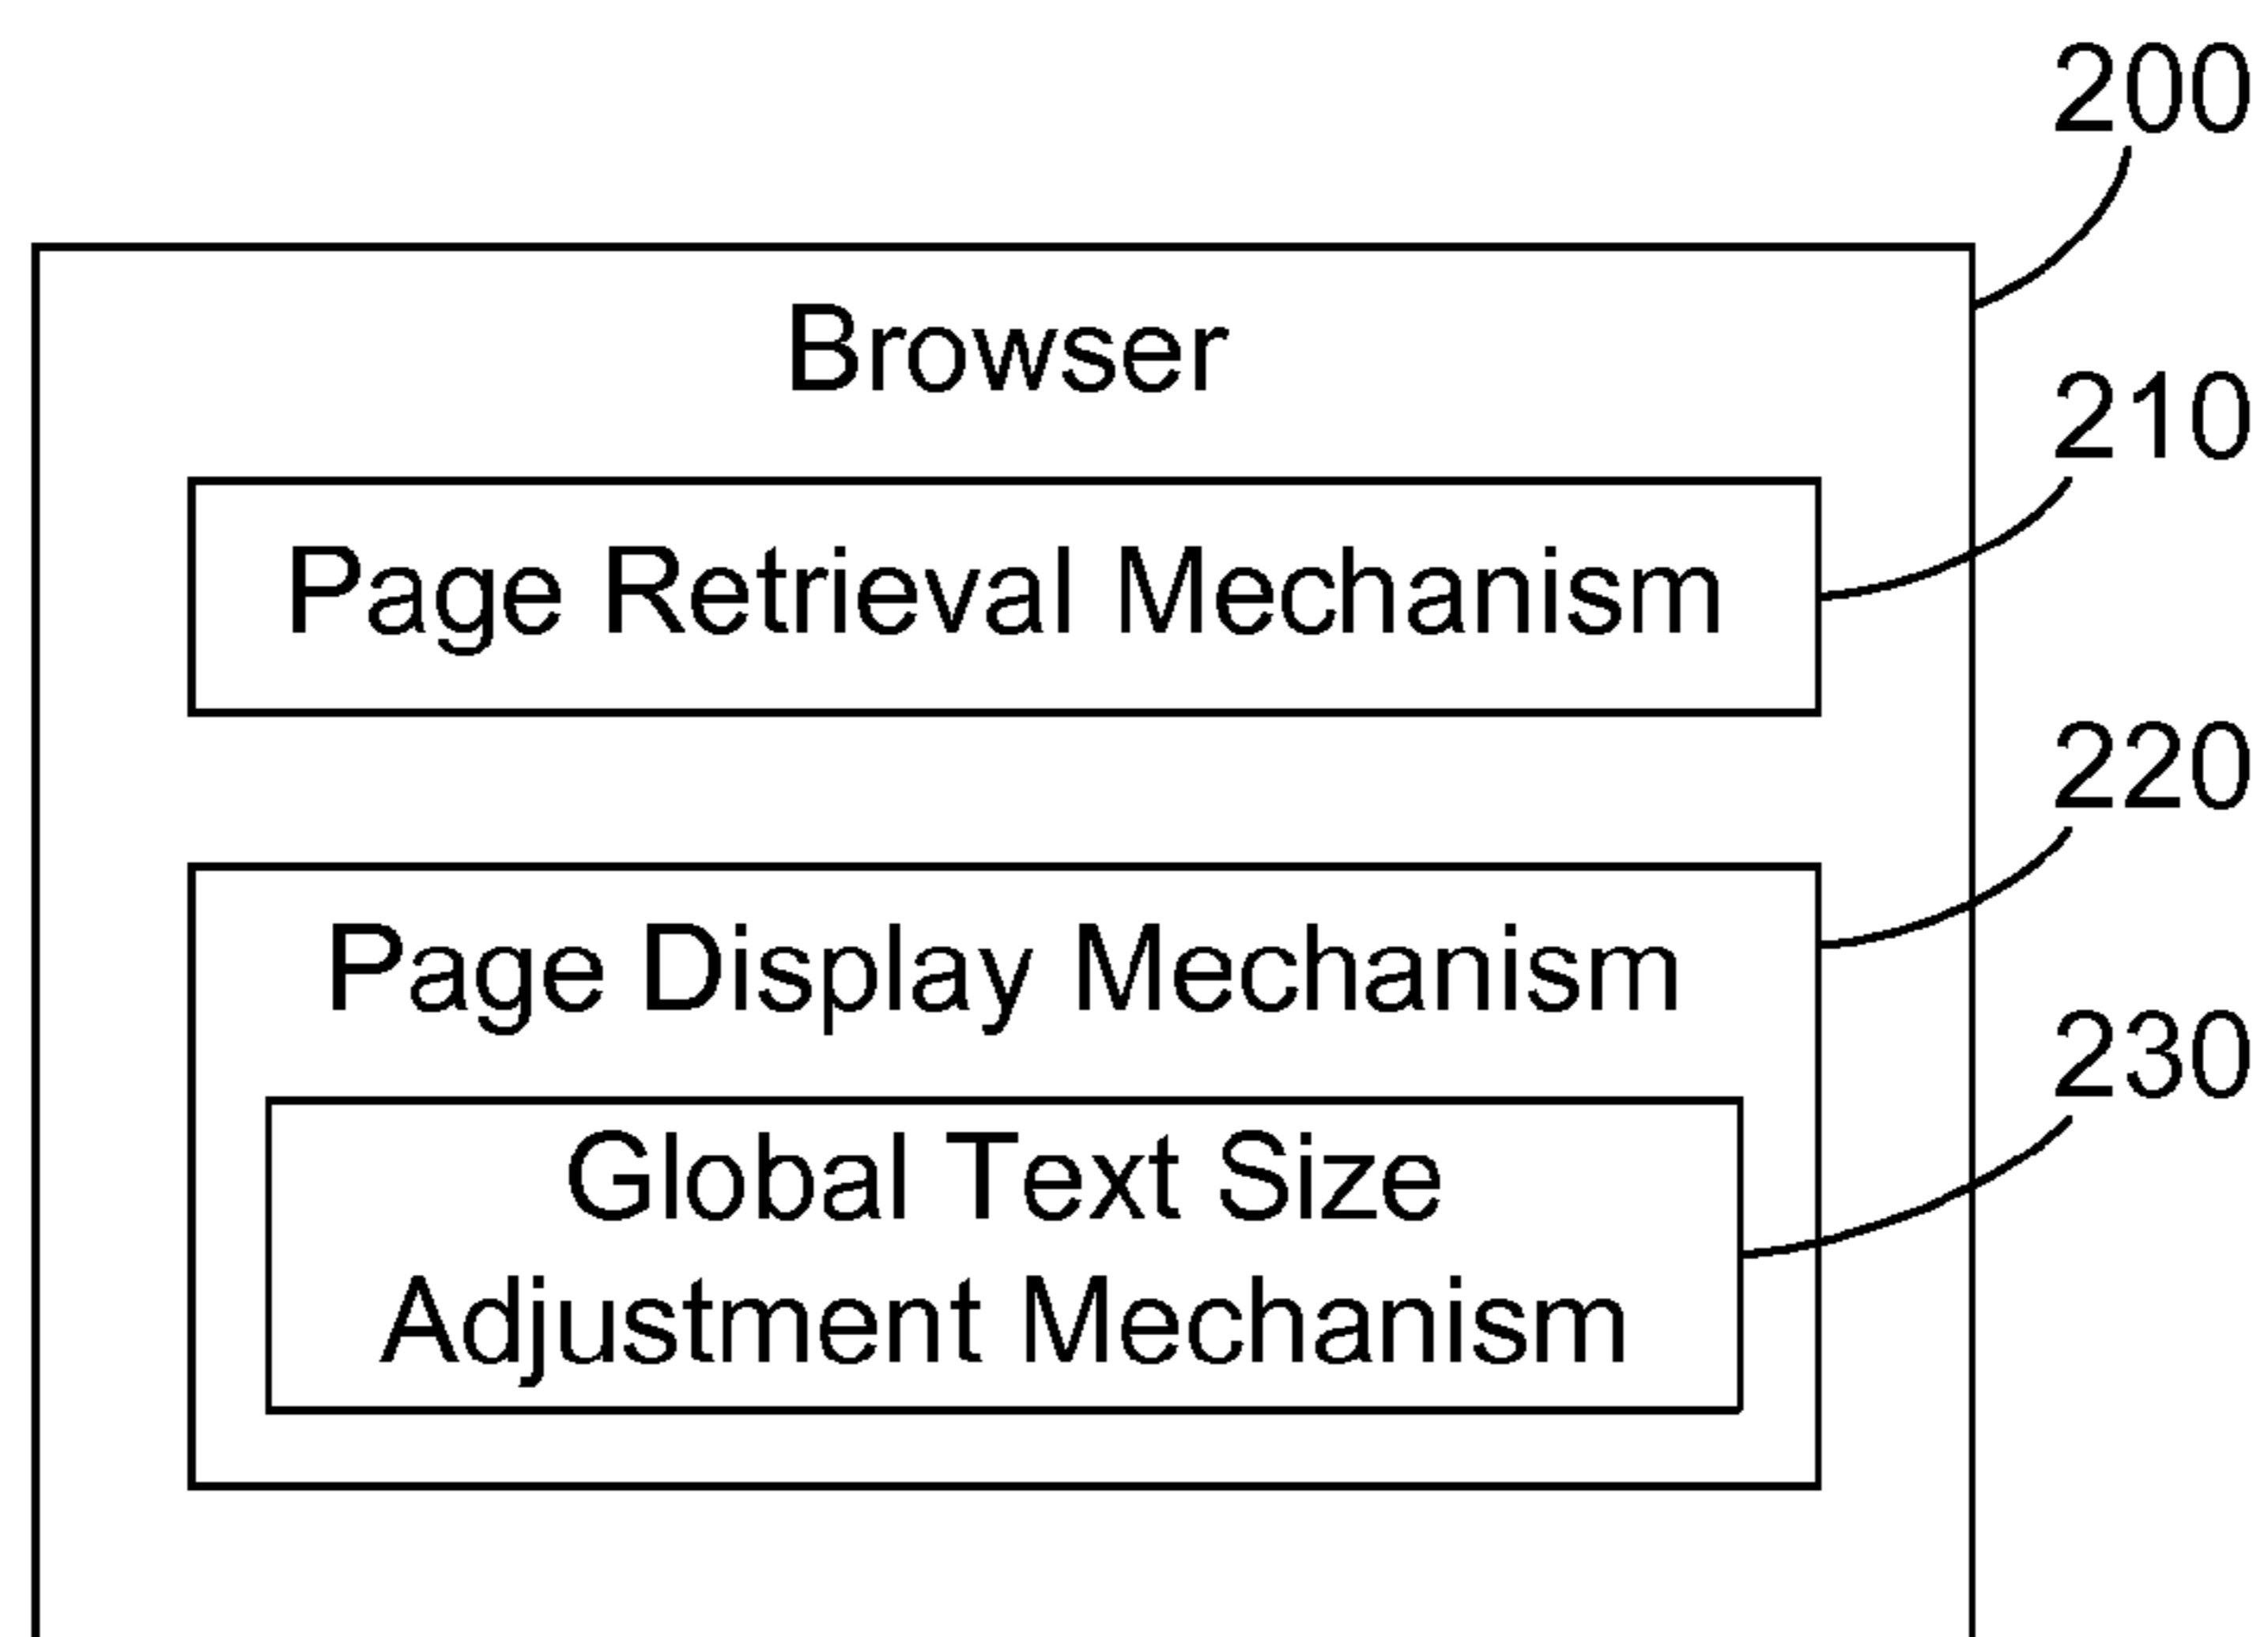 200
Browser
210
Page Retrieval Mechanism
220
Page Display Mechanism
230
Global Text Size
Adjustment Mechanism